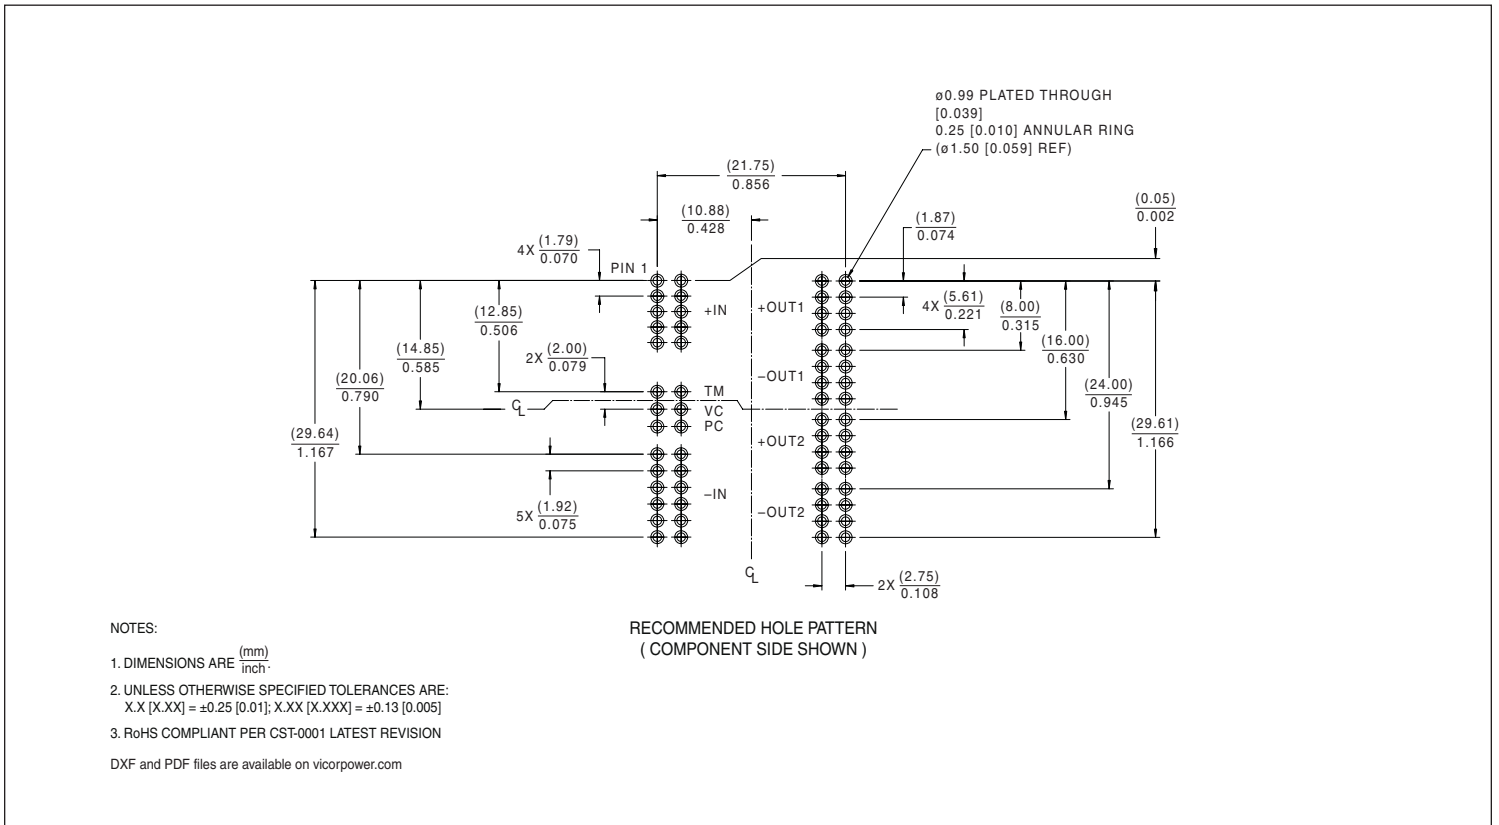 ø0.99 PLATED THROUGH
[0.039]
0.25 [0.010] ANNULAR RING
(ø1.50 [0.059] REF)
(21.75)
0.856
(0.05)
0.002
(10.88)
0.428
(1.87)
0.074
4X (1.79)
0.070
PIN 1
+IN
+OUT1
4X (5.61)
0.221
(8.00)
0.315
(12.85)
0.506
(16.00)
0.630
(14.85)
0.585
2X (2.00)
0.079
(20.06)
0.790
–OUT1
(24.00)
0.945
TM
CL
VC
PC
(29.64)
1.167
(29.61)
1.166
+OUT2
–IN
5X (1.92)
0.075
–OUT2
CL
2X (2.75)
0.108
RECOMMENDED HOLE PATTERN
( COMPONENT SIDE SHOWN )
NOTES:
1. DIMENSIONS ARE (mm)
inch.
2. UNLESS OTHERWISE SPECIFIED TOLERANCES ARE:
X.X [X.XX] = ±0.25 [0.01]; X.XX [X.XXX] = ±0.13 [0.005]
3. RoHS COMPLIANT PER CST-0001 LATEST REVISION
DXF and PDF files are available on vicorpower.com